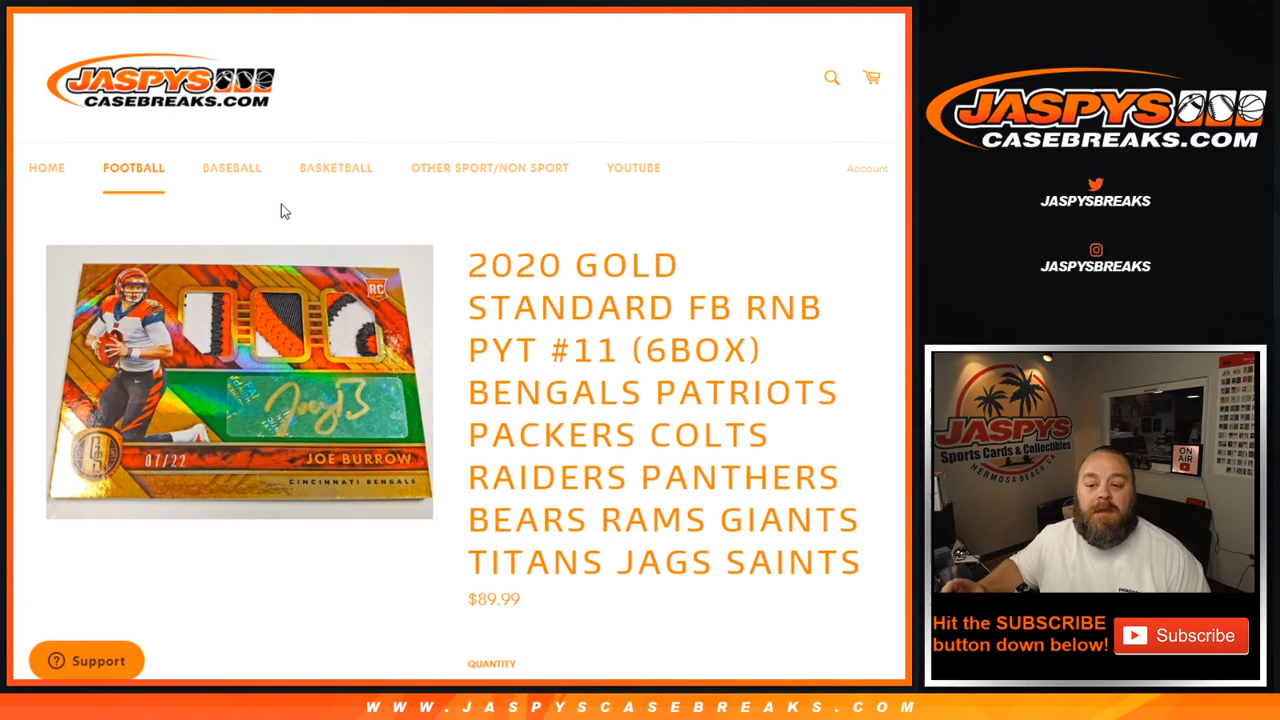 JASPYS
CASEBREAKS.COM
HOME
FOOTBALL
BASEBALL
BASKETBALL
OTHER SPORT/NON SPORT
YOUTUBE
Account
RC
07/22
JOE BURROW
CINCINNATI BENGALS
2020 GOLD
STANDARD FB RNB
PYT #11 (6BOX)
BENGALS PATRIOTS
PACKERS COLTS
RAIDERS PANTHERS
BEARS RAMS GIANTS
TITANS JAGS SAINTS
$89.99
QUANTITY
Support
JASPYS
CASEBREAKS.COM
JASPYSBREAKS
JASPYSBREAKS
JASPYS
Sports Cards & Collectibles
HERMOSA BEACH, CA
ON
AIR
Hit the SUBSCRIBE
button down below!
Subscribe
WWW.JASPYSCASEBREAKS.COM